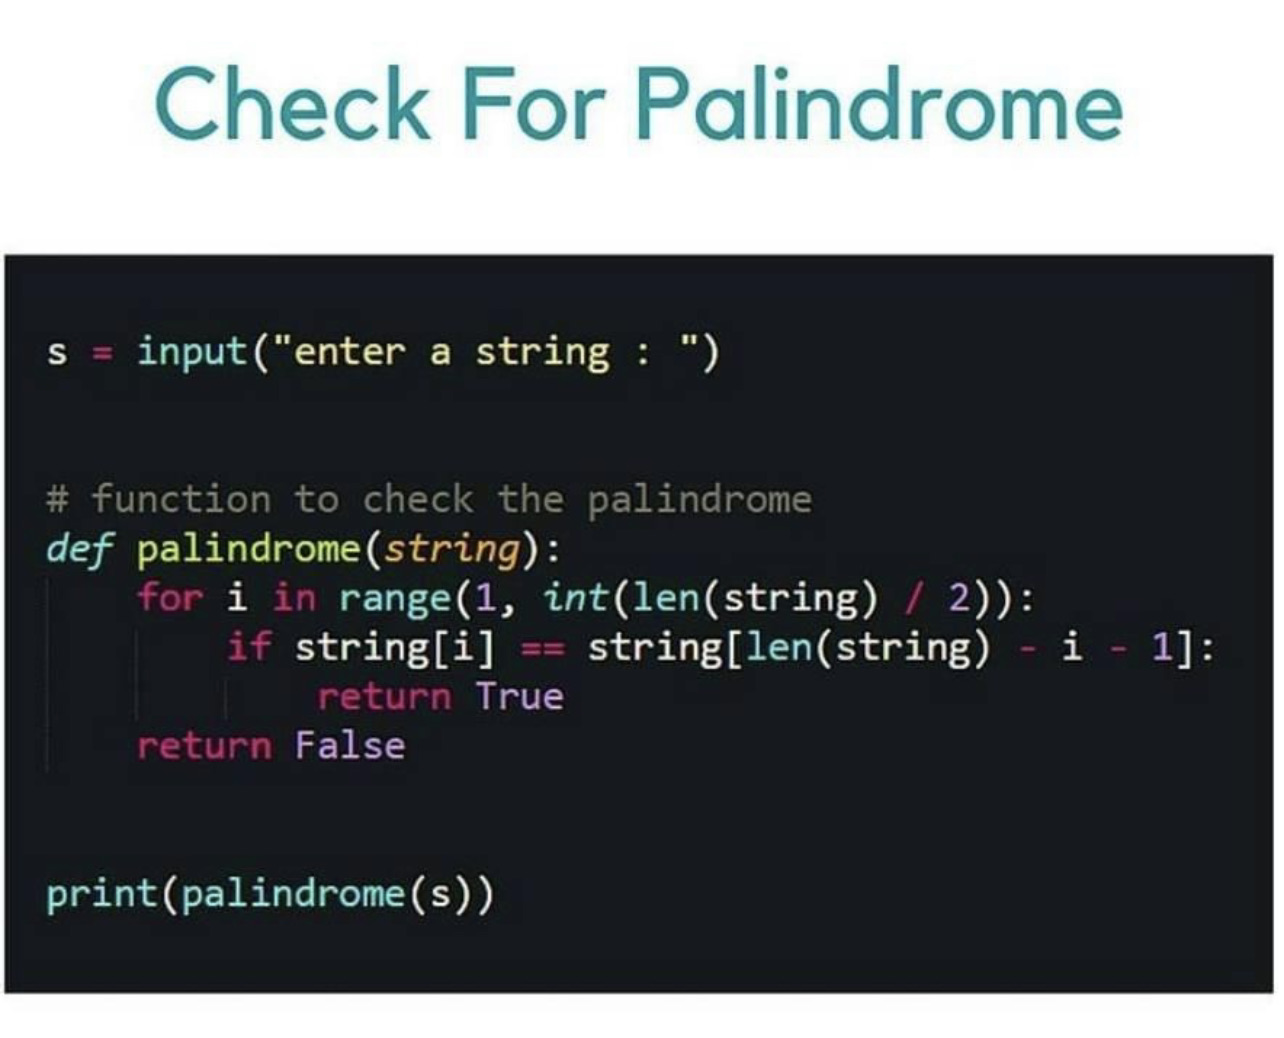 Check For Palindrome
s = input("enter a string : ")
# function to check the palindrome
def palindrome(string):
    for i in range(1, int(len(string) / 2)):
        if string[i] == string[len(string) - i - 1]:
            return True
    return False
print(palindrome(s))